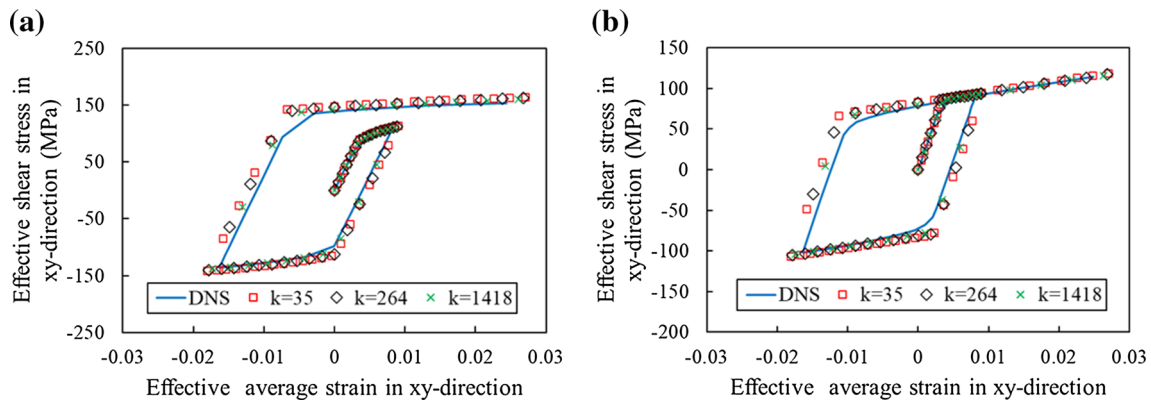 (a)
250
150
50
-50
-150
-250
Effective shear stress in
xy-direction (MPa)
DNS k=35 k=264 k=1418
-0.03 -0.02 -0.01 0 0.01 0.02 0.03
Effective average strain in xy-direction
(b)
150
100
50
0
-50
-100
-150
-200
Effective shear stress in
xy-direction (MPa)
DNS k=35 k=264 k=1418
-0.03 -0.02 -0.01 0 0.01 0.02 0.03
Effective average strain in xy-direction